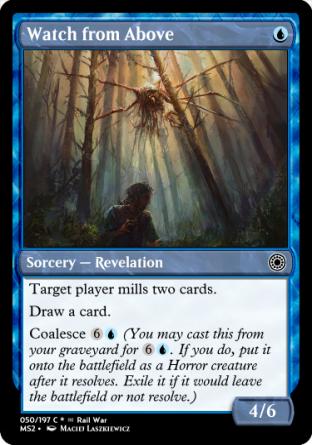 Watch from Above
Sorcery — Revelation
Target player mills two cards.
Draw a card.
Coalesce 6 (You may cast this from
your graveyard for 6 . If you do, put it
onto the battlefield as a Horror creature
after it resolves. Exile it if it would leave
the battlefield or not resolve.)
4/6
050/197 C * = Rail War
MS2 • Maciej Laszkiewicz